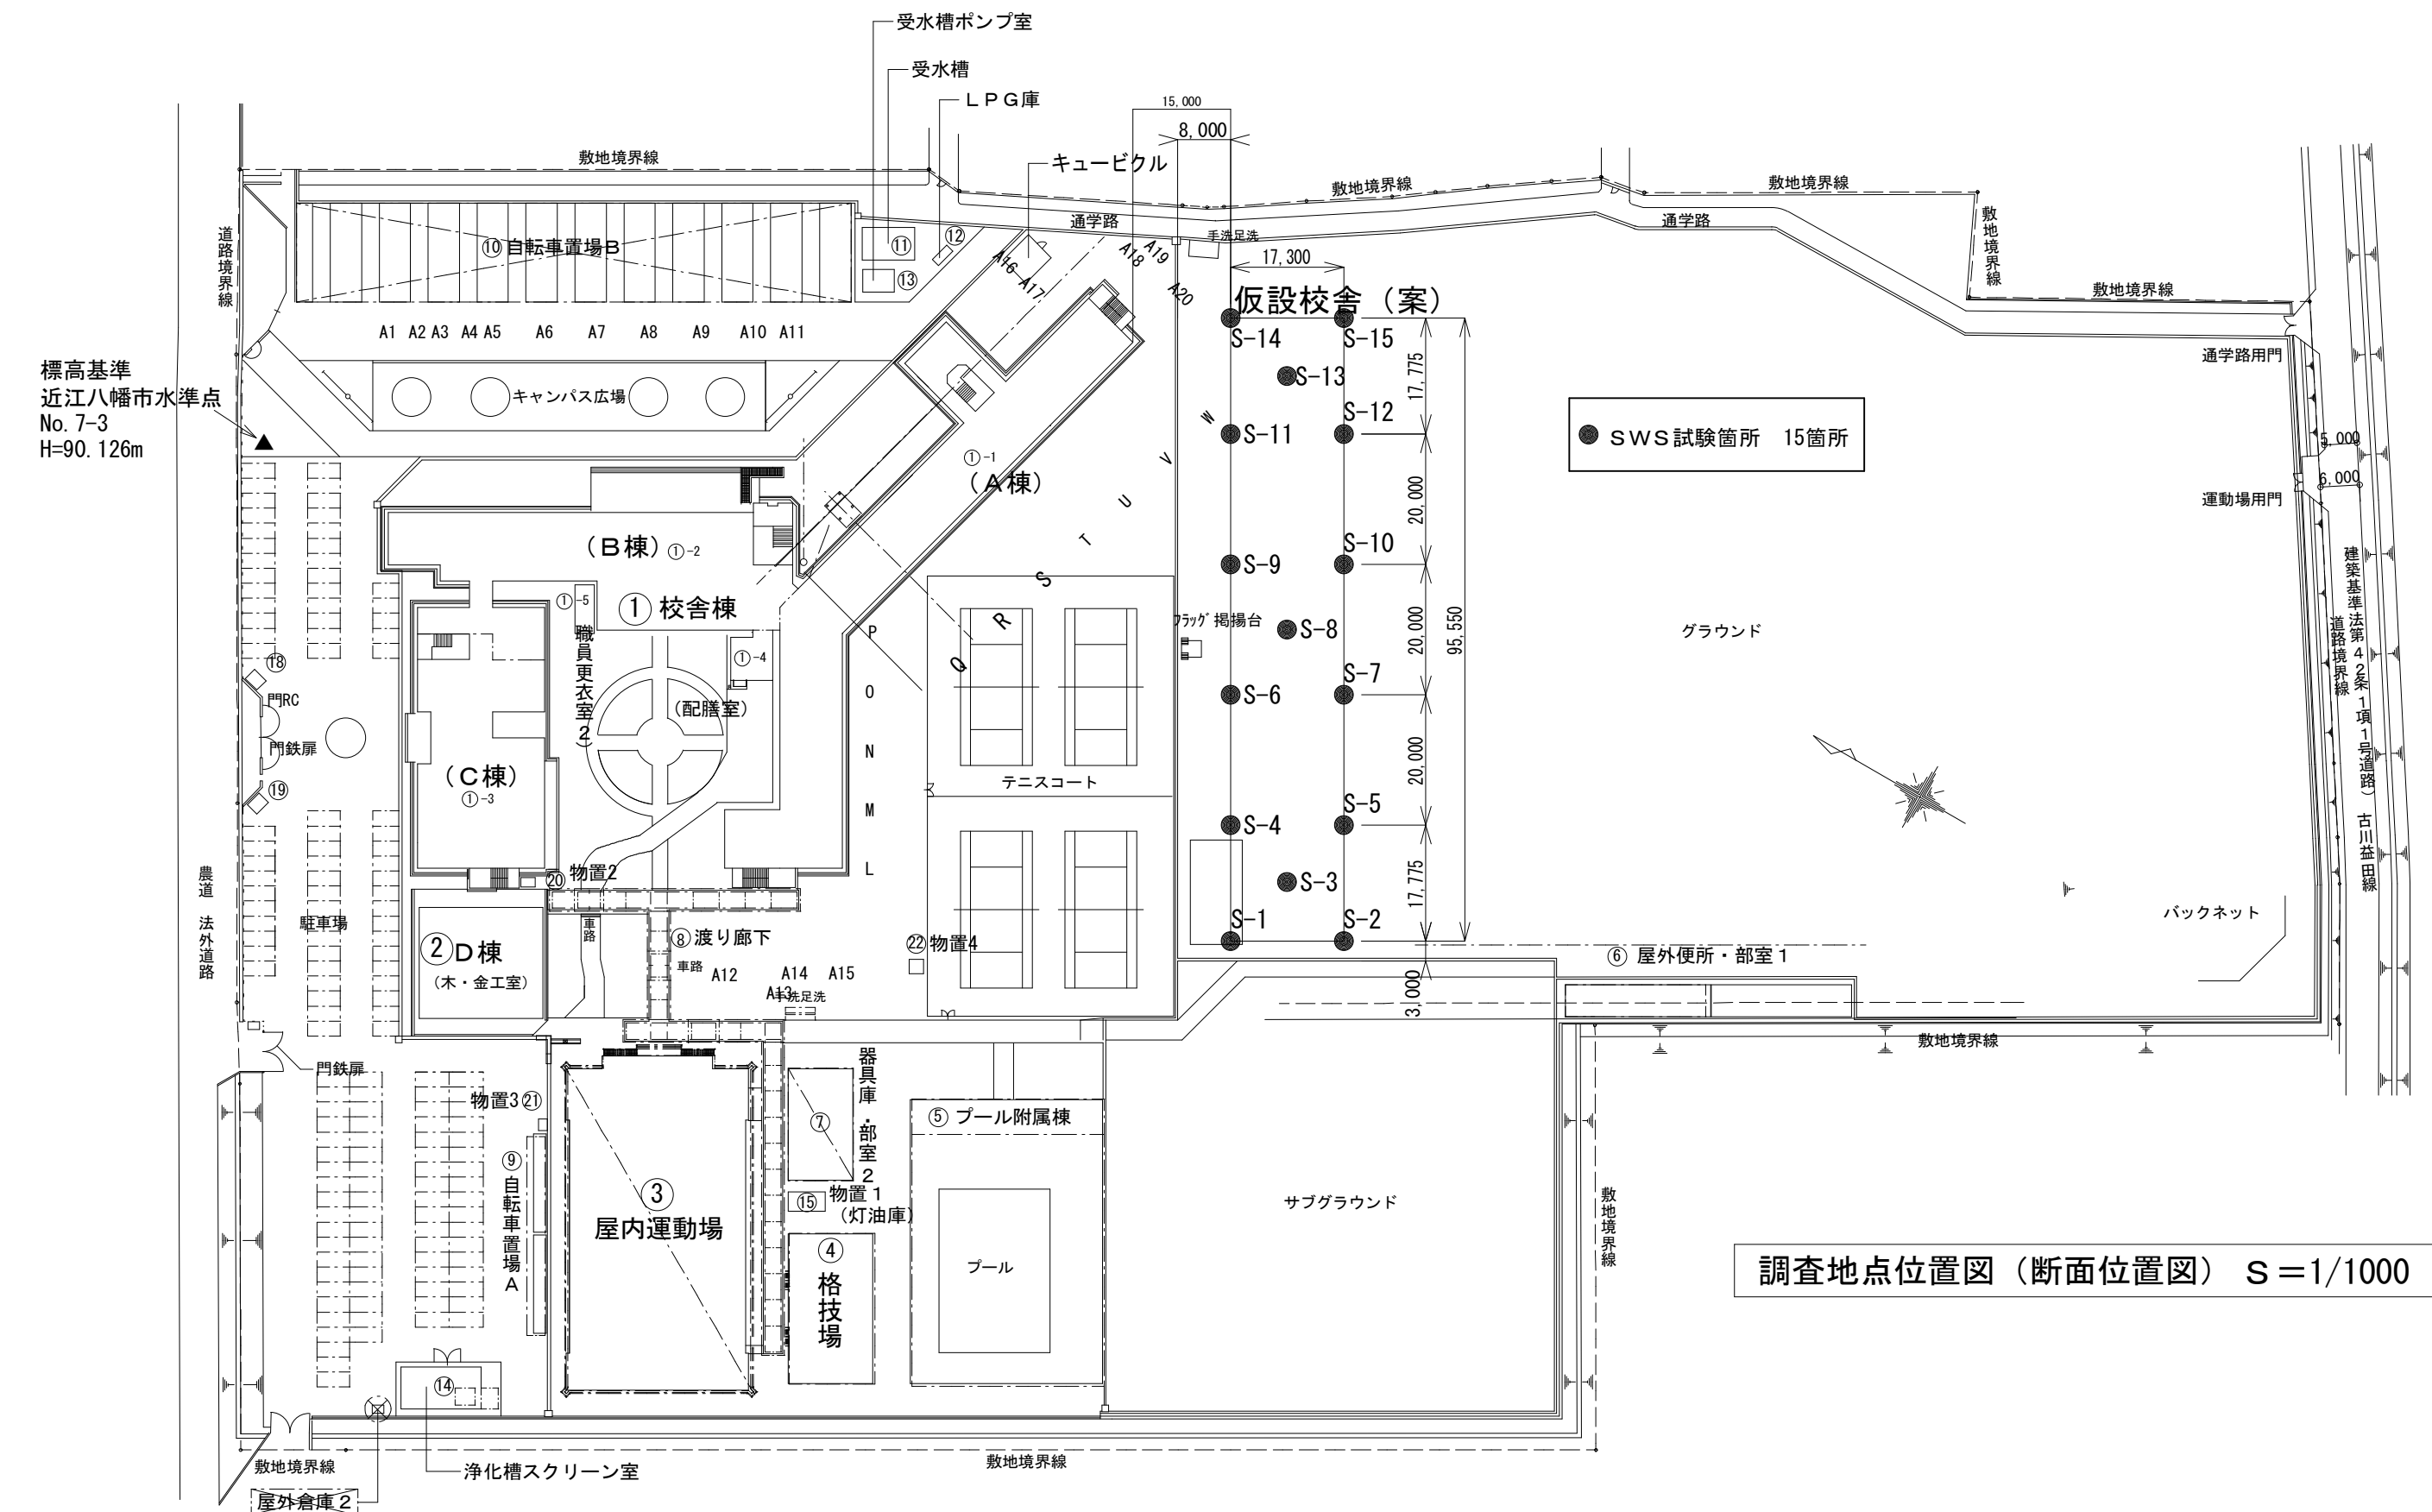 受水槽ポンプ室
受水槽
ＬＰＧ庫
キュービクル
15,000
8,000
敷地境界線
敷地境界線
敷地境界線
敷地境界線
敷地境界線
通学路
通学路
手洗足洗
道路境界線
⑩ 自転車置場B
⑪
⑫
⑬
A16
A17
A18
A19
A20
17,300
仮設校舎（案）
S-14
S-15
S-13
S-12
S-11
S-10
S-9
S-8
S-7
S-6
S-5
S-4
S-3
S-1
S-2
17,775
20,000
20,000
20,000
17,775
95,550
3,000
A1 A2 A3 A4 A5 A6 A7 A8 A9 A10 A11
標高基準
近江八幡市水準点
No. 7-3
H=90.126m
キャンパス広場
ＳＷＳ試験箇所　15箇所
通学路用門
5,000
6,000
運動場用門
建築基準法第４２条１項１号道路）
道路境界線
古川益田線
①-1
（Ａ棟）
（Ｂ棟）①-2
①-5
① 校舎棟
職員更衣室２）
①-4
（配膳室）
（Ｃ棟）
①-3
W
V
U
T
S
R
Q
P
O
N
M
L
ﾌﾗｯｸﾞ掲揚台
テニスコート
グラウンド
バックネット
⑱
門RC
門鉄扉
⑲
農道　法外道路
駐車場
⑳ 物置2
②Ｄ棟
（木・金工室）
車路
⑧ 渡り廊下
車路
A12
A13
A14
A15
手洗足洗
㉒ 物置4
⑥ 屋外便所・部室１
敷地境界線
門鉄扉
物置3 ㉑
⑨ 自転車置場Ａ
③
屋内運動場
⑦
器具庫・部室２
⑮ 物置１
（灯油庫）
④
格技場
⑤ プール附属棟
プール
サブグラウンド
敷地境界線
調査地点位置図（断面位置図）　Ｓ＝1/1000
⑭
敷地境界線
浄化槽スクリーン室
敷地境界線
屋外倉庫２